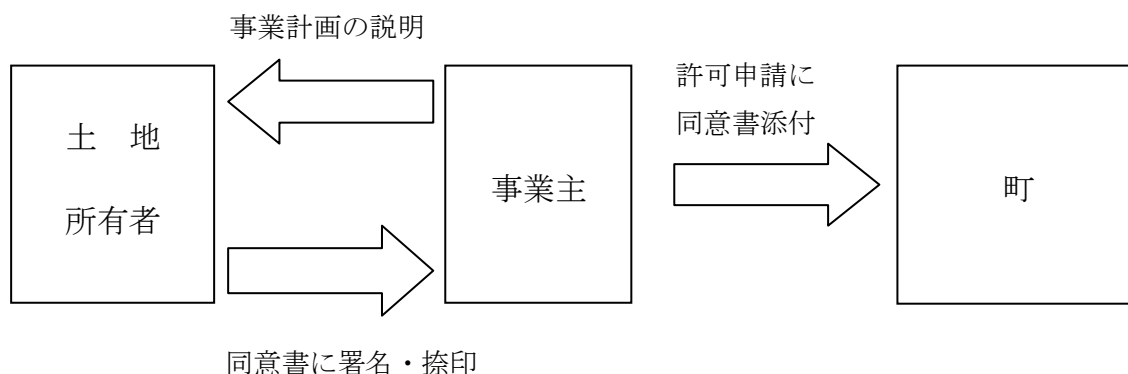 事業計画の説明
土　地
所有者
同意書に署名・捺印
事業主
許可申請に
同意書添付
町